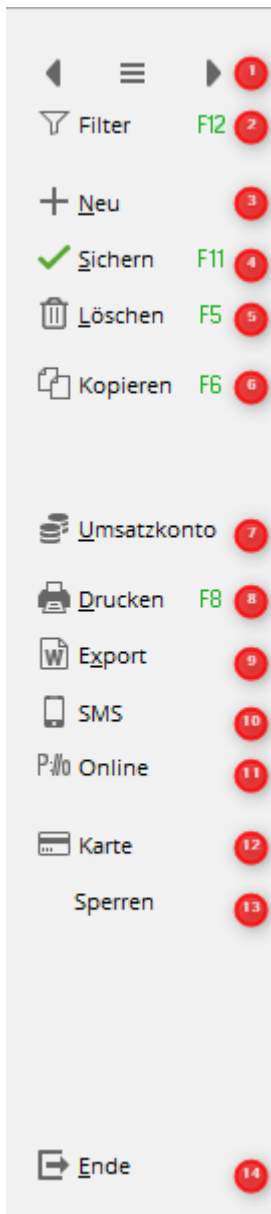 1
Filter F12 2
Neu 3
Sichern F11 4
Löschen F5 5
Kopieren F6 6
Umsatzkonto 7
Drucken F8 8
W Export 9
SMS 10
P:/o Online 11
Karte 12
Sperren 13
Ende 14